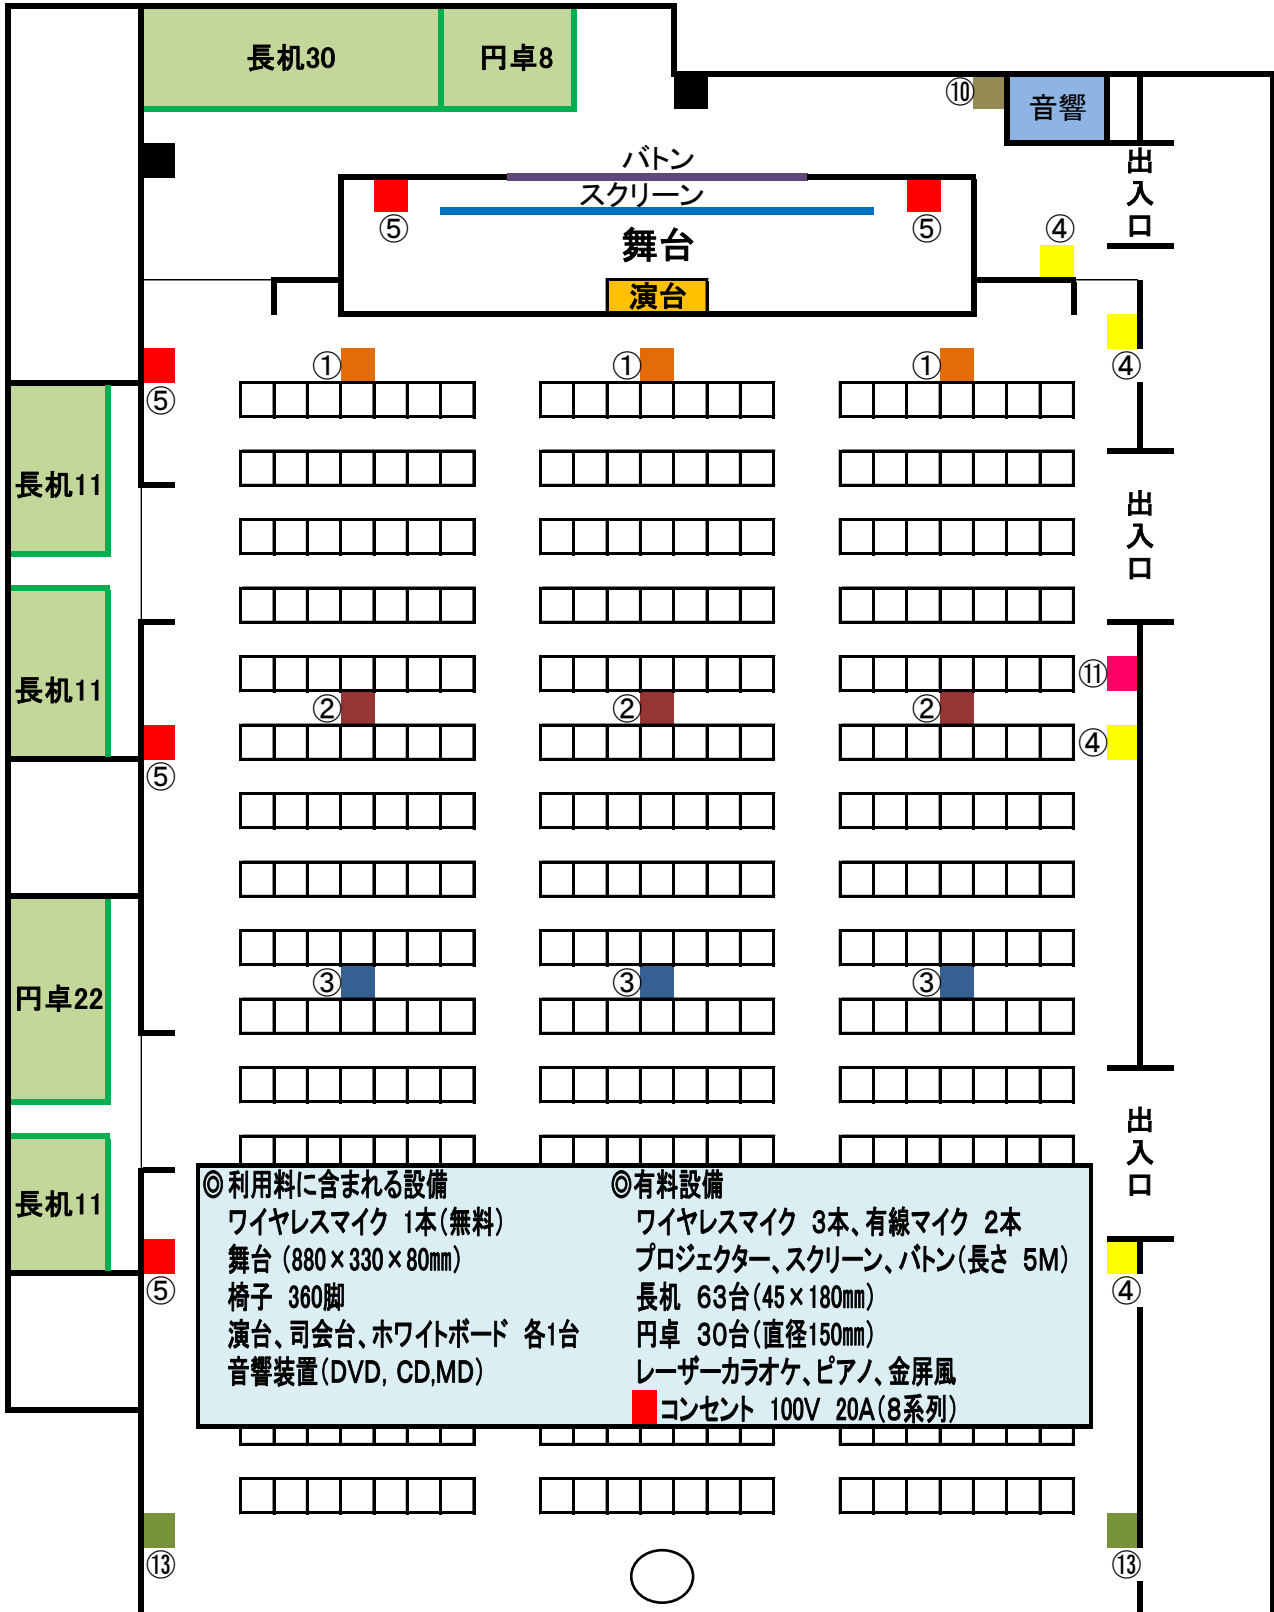 長机30
円卓8
⑩
音響
出入口
バトン
スクリーン
⑤
⑤
舞台
④
演台
①
①
①
④
⑤
長机11
出入口
長机11
⑪
②
②
②
④
⑤
③
③
③
円卓22
出入口
長机11
⑤
④
◎利用料に含まれる設備
ワイヤレスマイク 1本(無料)
舞台 (880×330×80㎜)
椅子 360脚
演台、司会台、ホワイトボード 各1台
音響装置(DVD, CD,MD)
◎有料設備
ワイヤレスマイク 3本、有線マイク 2本
プロジェクター、スクリーン、バトン(長さ 5M)
長机 63台(45×180㎜)
円卓 30台(直径150㎜)
レーザーカラオケ、ピアノ、金屏風
コンセント 100V 20A(8系列)
⑬
⑬